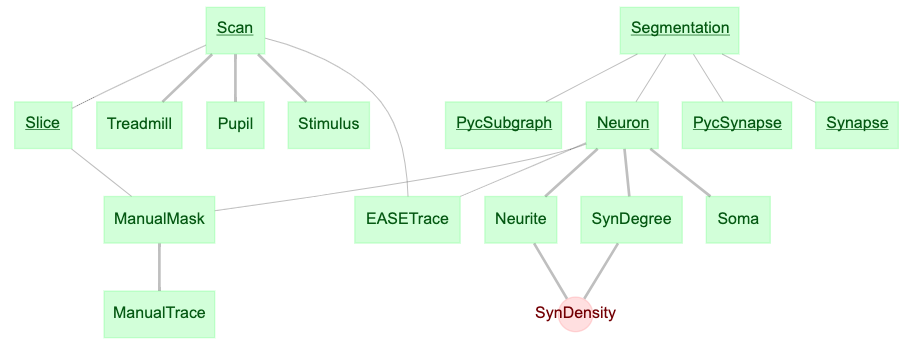 Scan
Segmentation
Slice
Treadmill
Pupil
Stimulus
PycSubgraph
Neuron
PycSynapse
Synapse
ManualMask
EASETrace
Neurite
SynDegree
Soma
ManualTrace
SynDensity